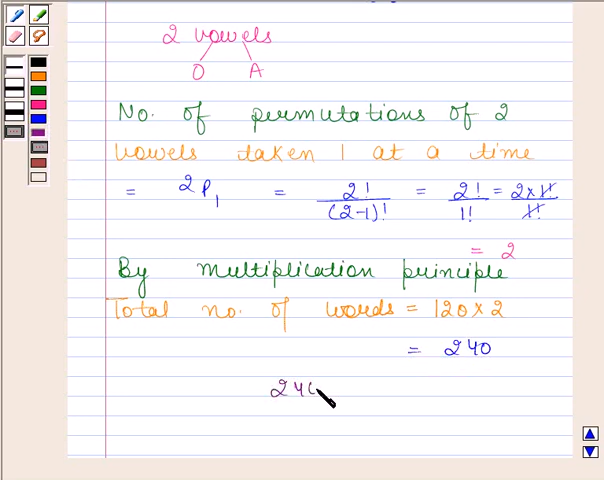 2 vowels
O A
No. of permutations of 2
vowels taken 1 at a time
= 2P1 = 2! / (2-1)! = 2! / 1! = 2 x 1! / 1!
= 2
By multiplication principle
Total no. of words = 120 x 2
= 240